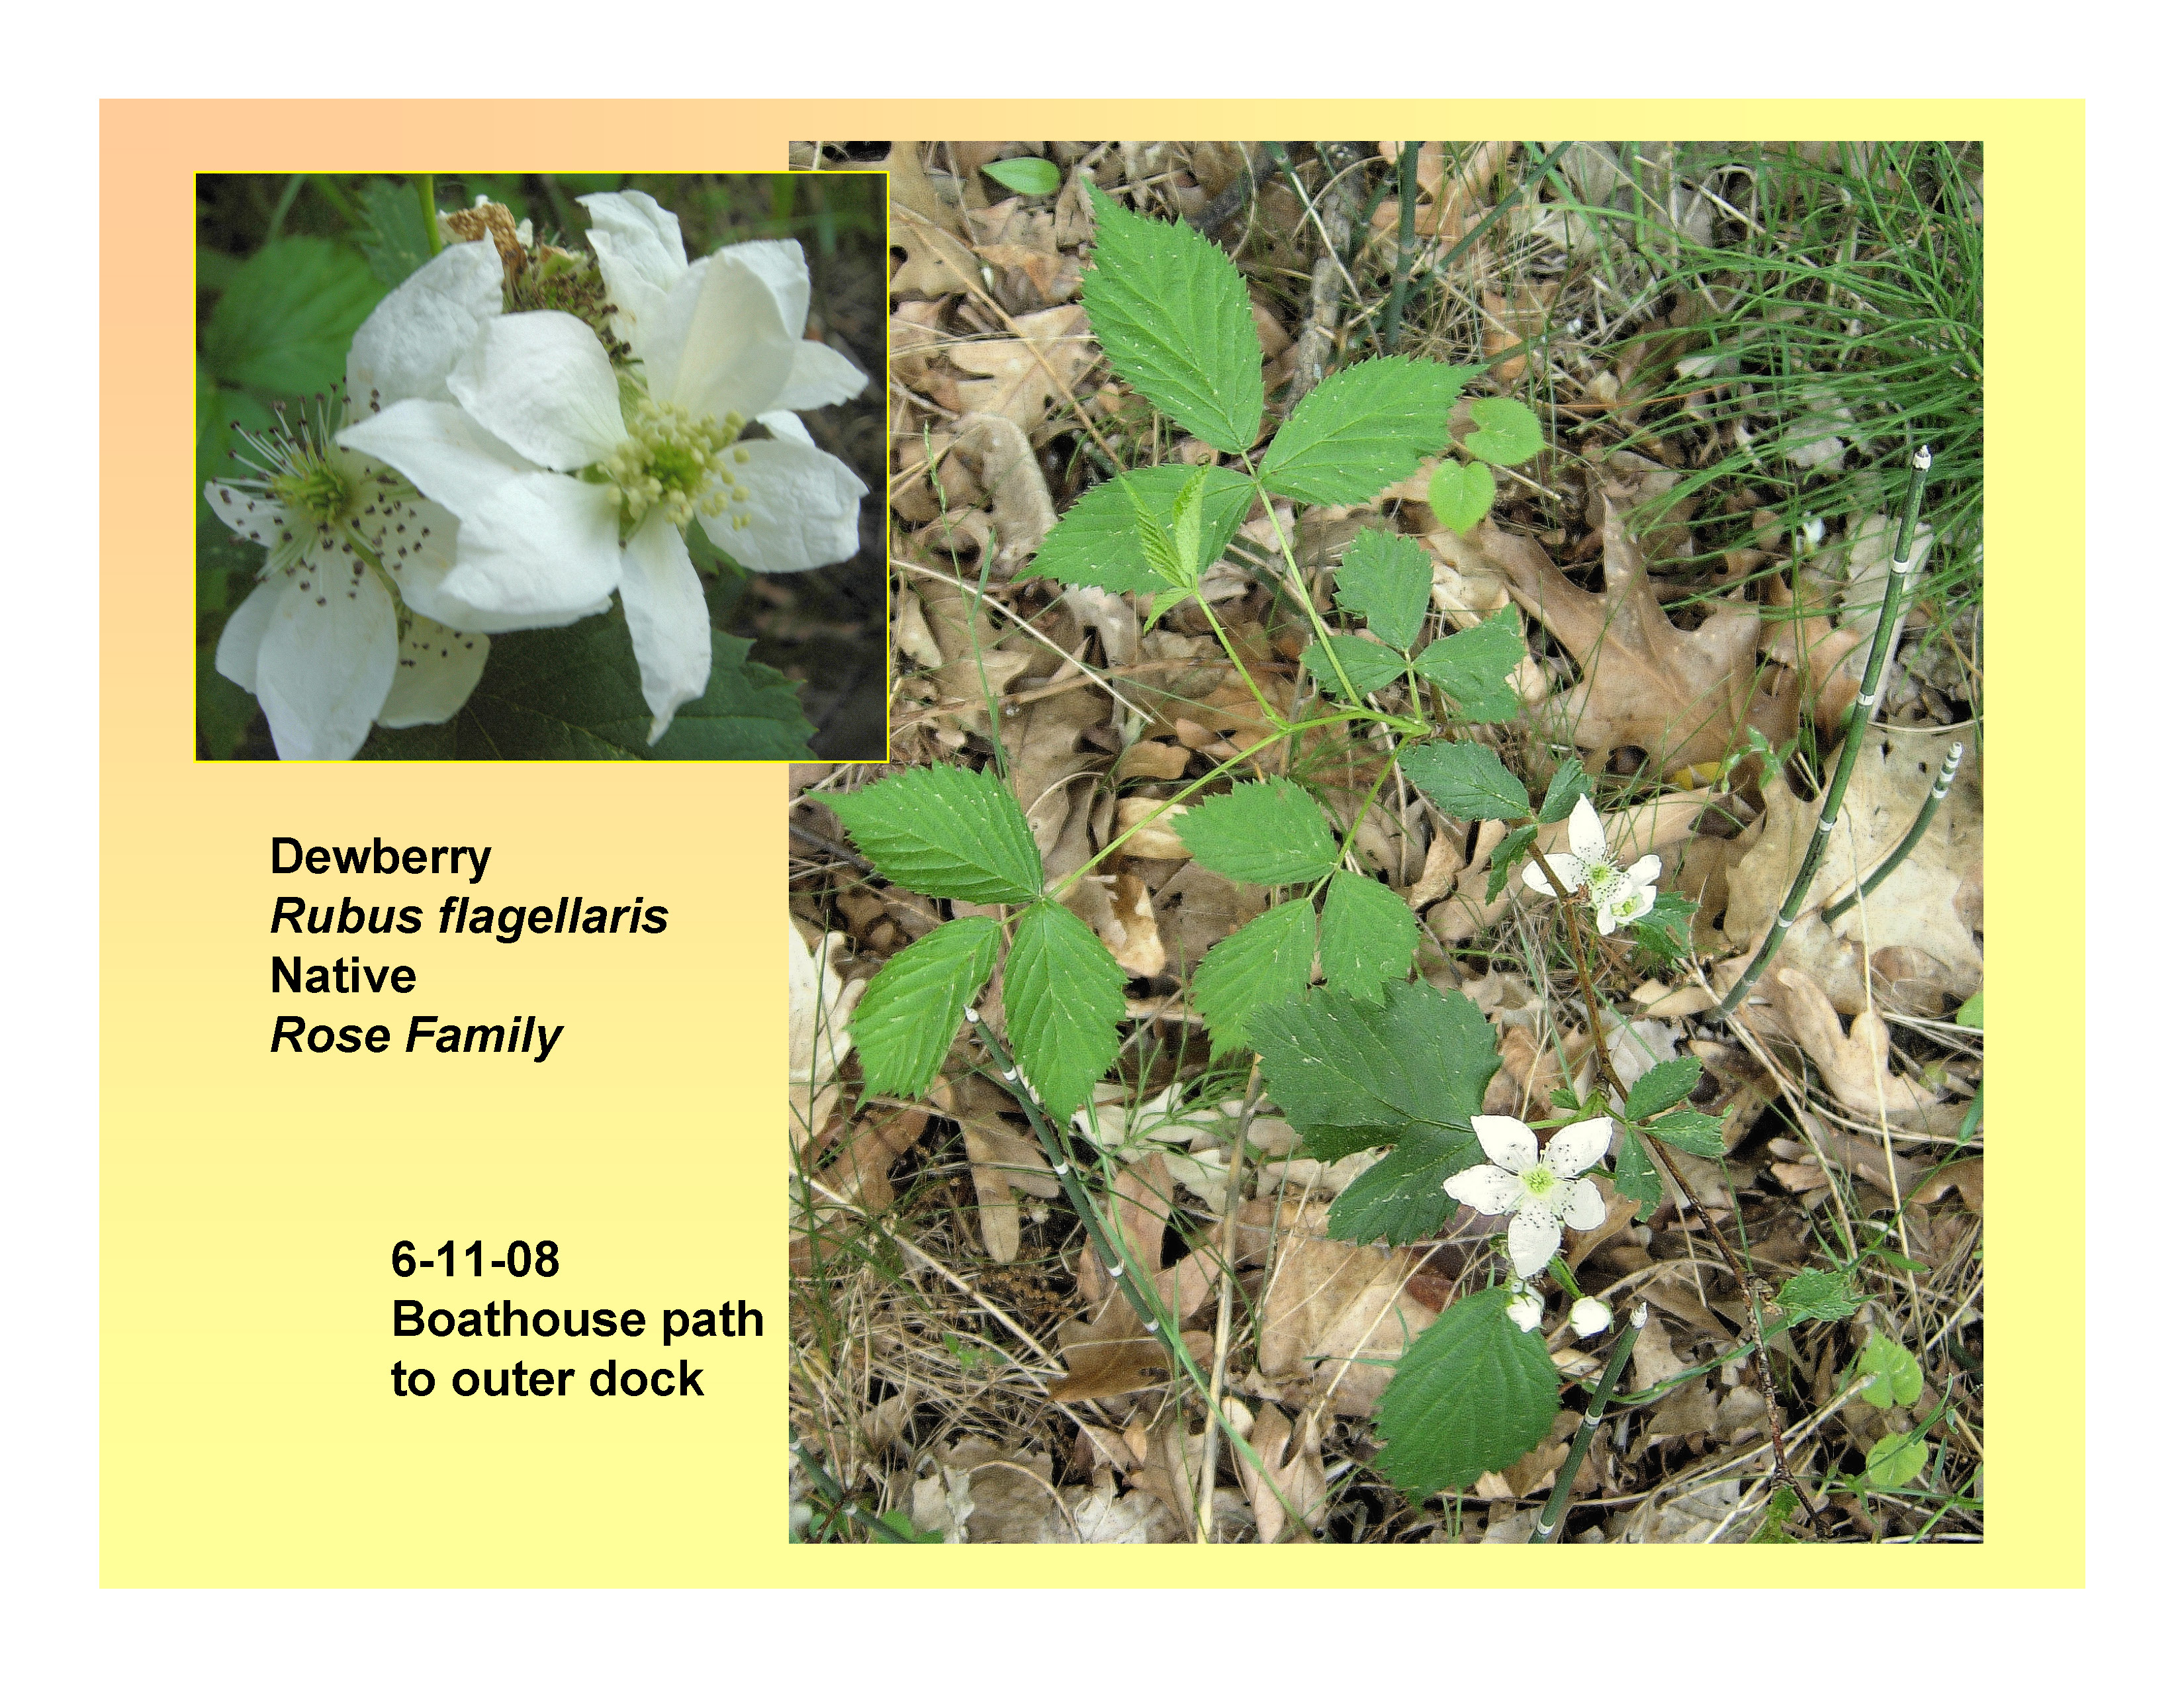 Dewberry
Rubus flagellaris
Native
Rose Family
6-11-08
Boathouse path
to outer dock